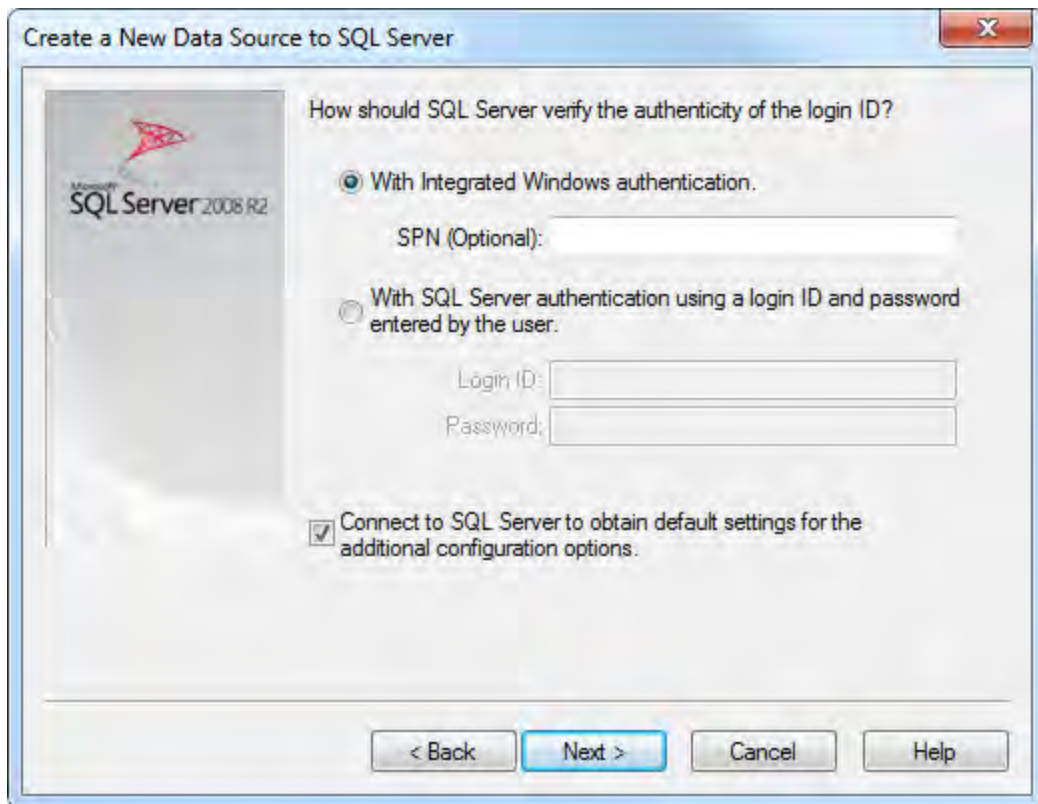 Create a New Data Source to SQL Server
Microsoft
SQL Server 2008 R2
How should SQL Server verify the authenticity of the login ID?
With Integrated Windows authentication.
SPN (Optional):
With SQL Server authentication using a login ID and password
entered by the user.
Login ID:
Password:
Connect to SQL Server to obtain default settings for the
additional configuration options.
< Back
Next >
Cancel
Help